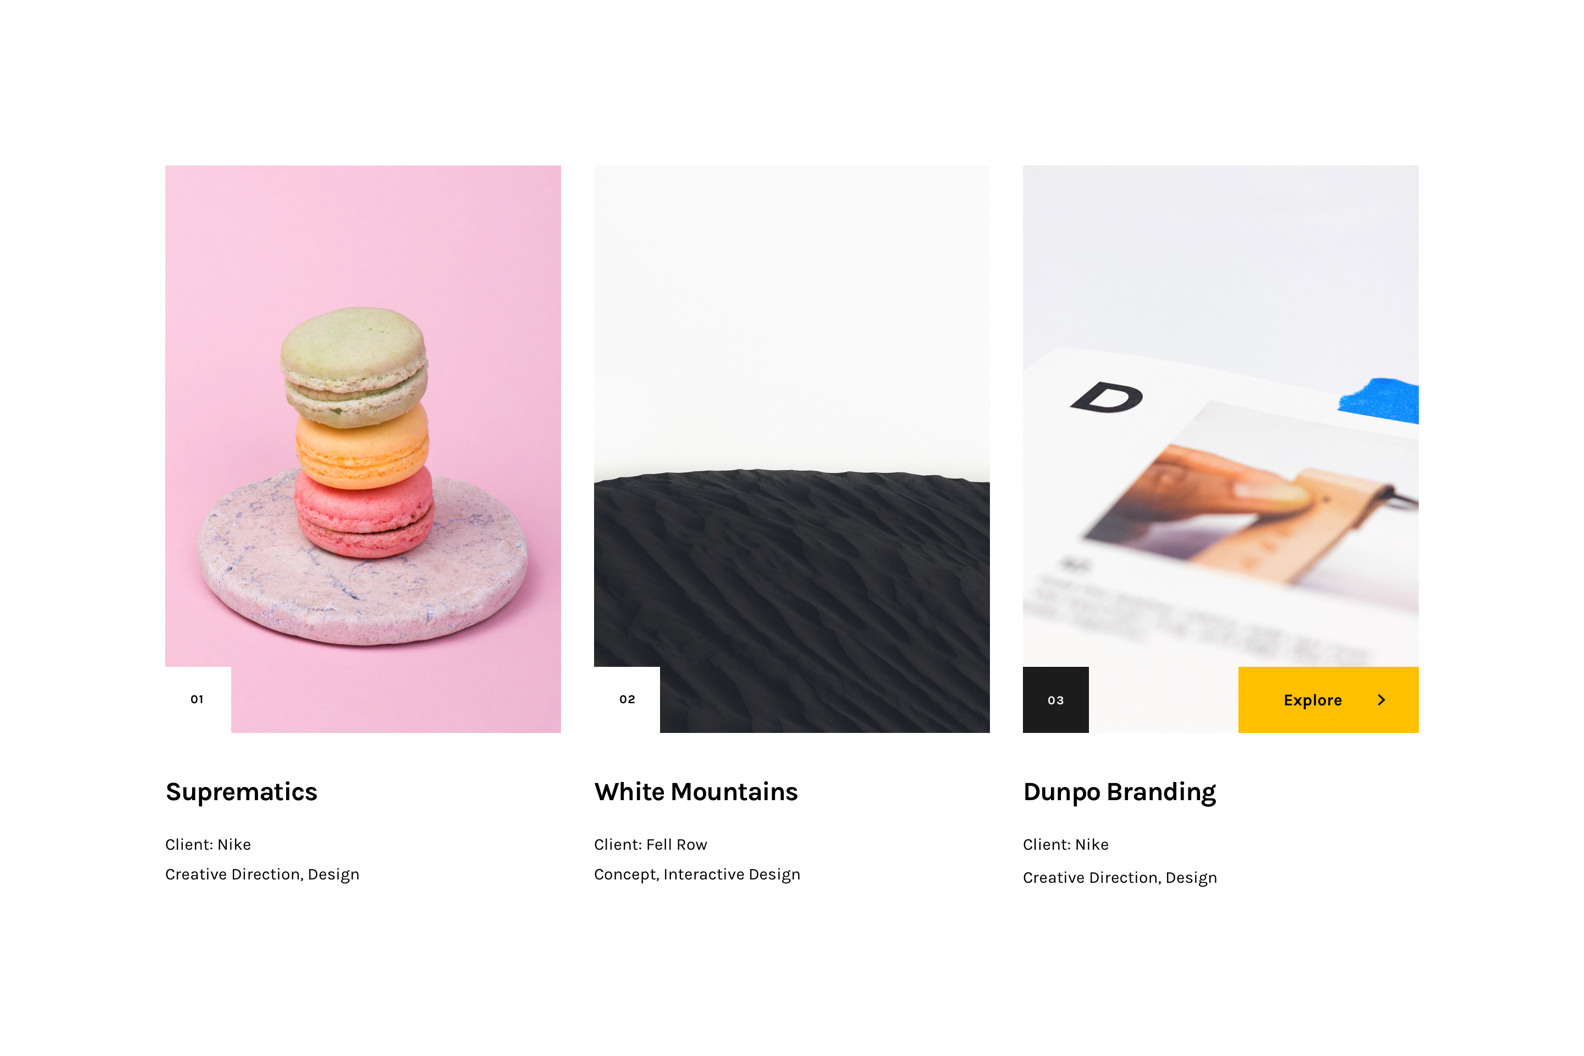 D
01
02
03
Explore
Suprematics
White Mountains
Dunpo Branding
Client: Nike
Creative Direction, Design
Client: Fell Row
Concept, Interactive Design
Client: Nike
Creative Direction, Design